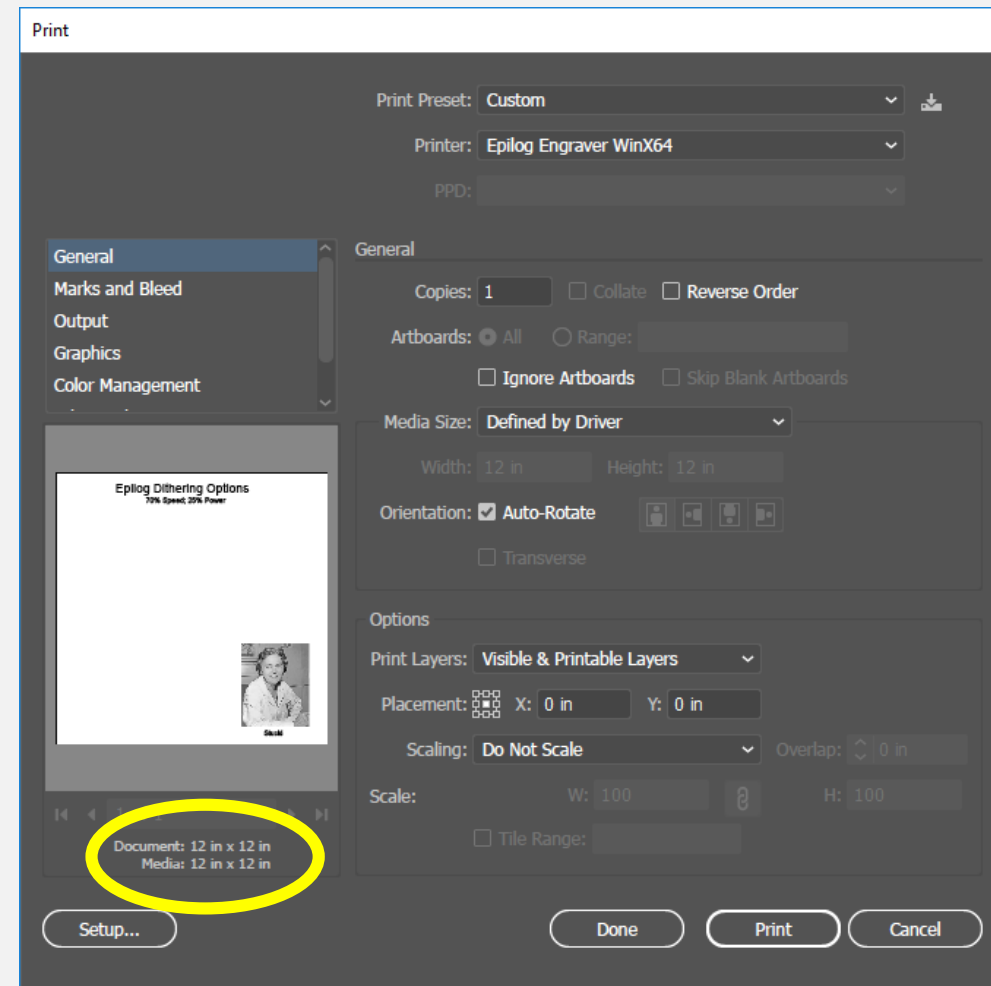 Print
Print Preset: Custom
Printer: Epilog Engraver WinX64
PPD:
General
Marks and Bleed
Output
Graphics
Color Management
General
Copies: 1 Collate Reverse Order
Artboards: All Range:
Ignore Artboards Skip Blank Artboards
Media Size: Defined by Driver
Width: 12 in Height: 12 in
Orientation: Auto-Rotate
Transverse
Epilog Dithering Options
70% Speed; 25% Power
Options
Print Layers: Visible & Printable Layers
Placement: X: 0 in Y: 0 in
Scaling: Do Not Scale Overlap: 0 in
Scale: W: 100 H: 100
Tile Range:
Document: 12 in x 12 in
Media: 12 in x 12 in
Setup... Done Print Cancel